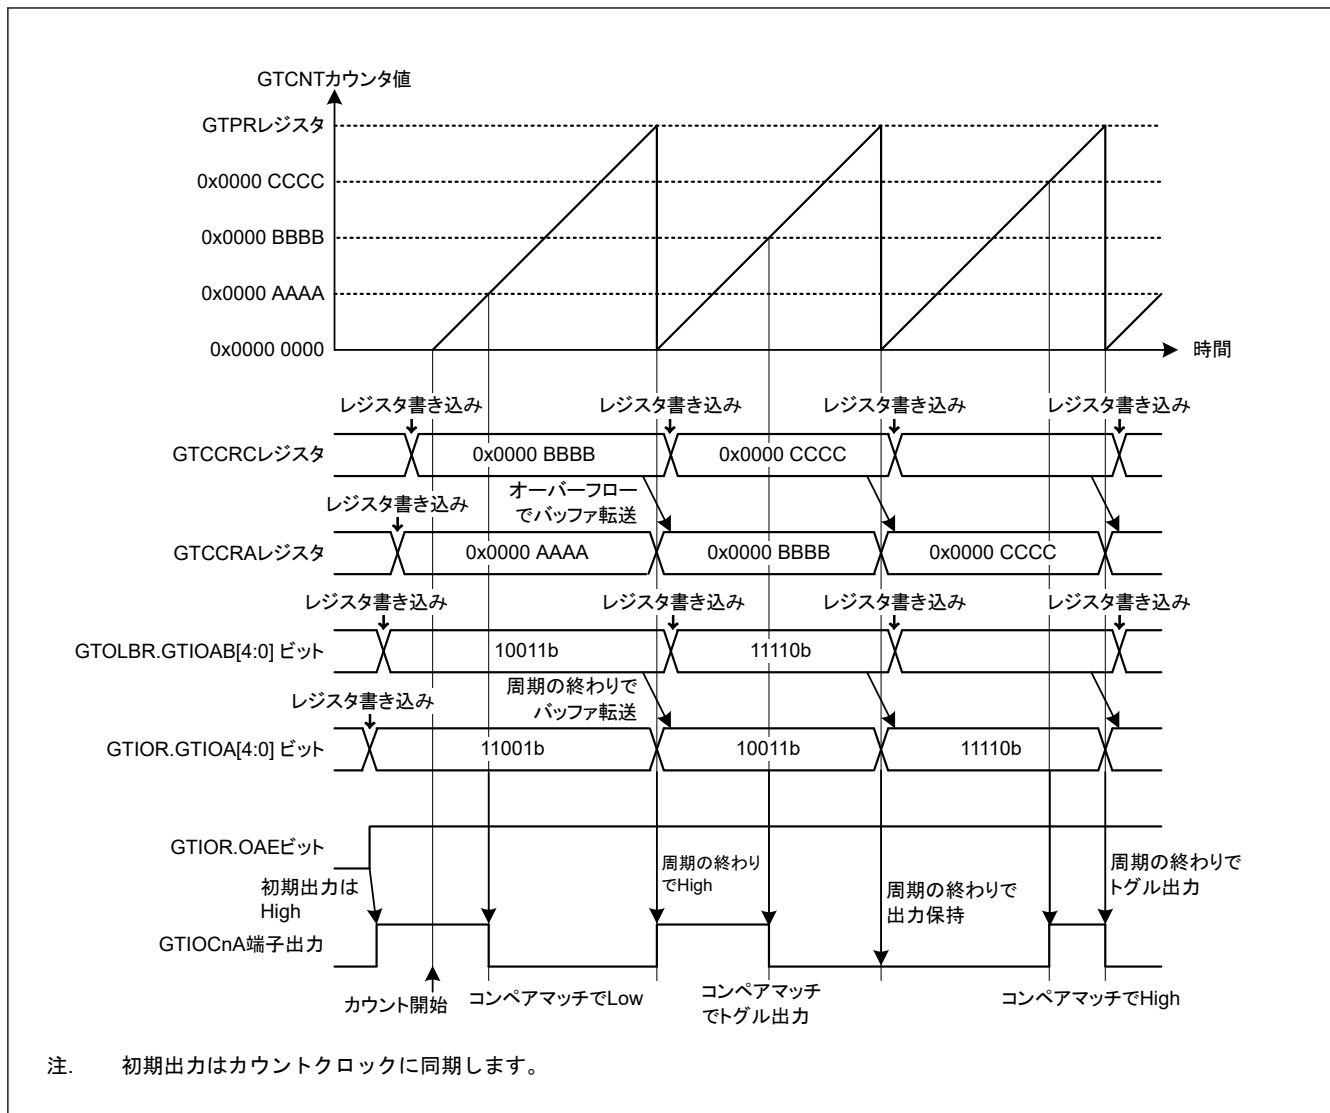 GTCNTカウンタ値
GTPRレジスタ
0x0000 CCCC
0x0000 BBBB
0x0000 AAAA
0x0000 0000
時間
レジスタ書き込み レジスタ書き込み レジスタ書き込み レジスタ書き込み
GTCCRCレジスタ 0x0000 BBBB 0x0000 CCCC
オーバーフロー
でバッファ転送
レジスタ書き込み
GTCCRAレジスタ 0x0000 AAAA 0x0000 BBBB 0x0000 CCCC
レジスタ書き込み レジスタ書き込み レジスタ書き込み レジスタ書き込み
GTOLBR.GTIOAB[4:0] ビット 10011b 11110b
周期の終わりで
バッファ転送
レジスタ書き込み
GTIOR.GTIOA[4:0] ビット 11001b 10011b 11110b
GTIOR.OAEビット
初期出力は
High
周期の終わり
でHigh
周期の終わりで
出力保持
周期の終わりで
トグル出力
GTIOCnA端子出力
カウント開始
コンペアマッチでLow
コンペアマッチ
でトグル出力
コンペアマッチでHigh
注. 初期出力はカウントクロックに同期します。